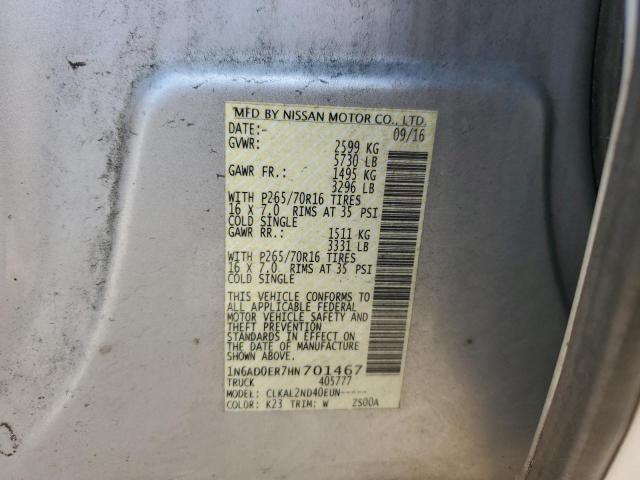 MFD BY NISSAN MOTOR CO., LTD.
DATE:- 09/16
GVWR: 2599 KG
5730 LB
GAWR FR.: 1495 KG
3296 LB
WITH P265/70R16 TIRES
16 X 7.0 RIMS AT 35 PSI
COLD SINGLE
GAWR RR.: 1511 KG
3331 LB
WITH P265/70R16 TIRES
16 X 7.0 RIMS AT 35 PSI
COLD SINGLE
THIS VEHICLE CONFORMS TO
ALL APPLICABLE FEDERAL
MOTOR VEHICLE SAFETY AND
THEFT PREVENTION
STANDARDS IN EFFECT ON
THE DATE OF MANUFACTURE
SHOWN ABOVE.
1N6AD0ER7HN701467
TRUCK 405777
MODEL: CLKAL2ND40EUN-----
COLOR: K23 TRIM: W ZS00A